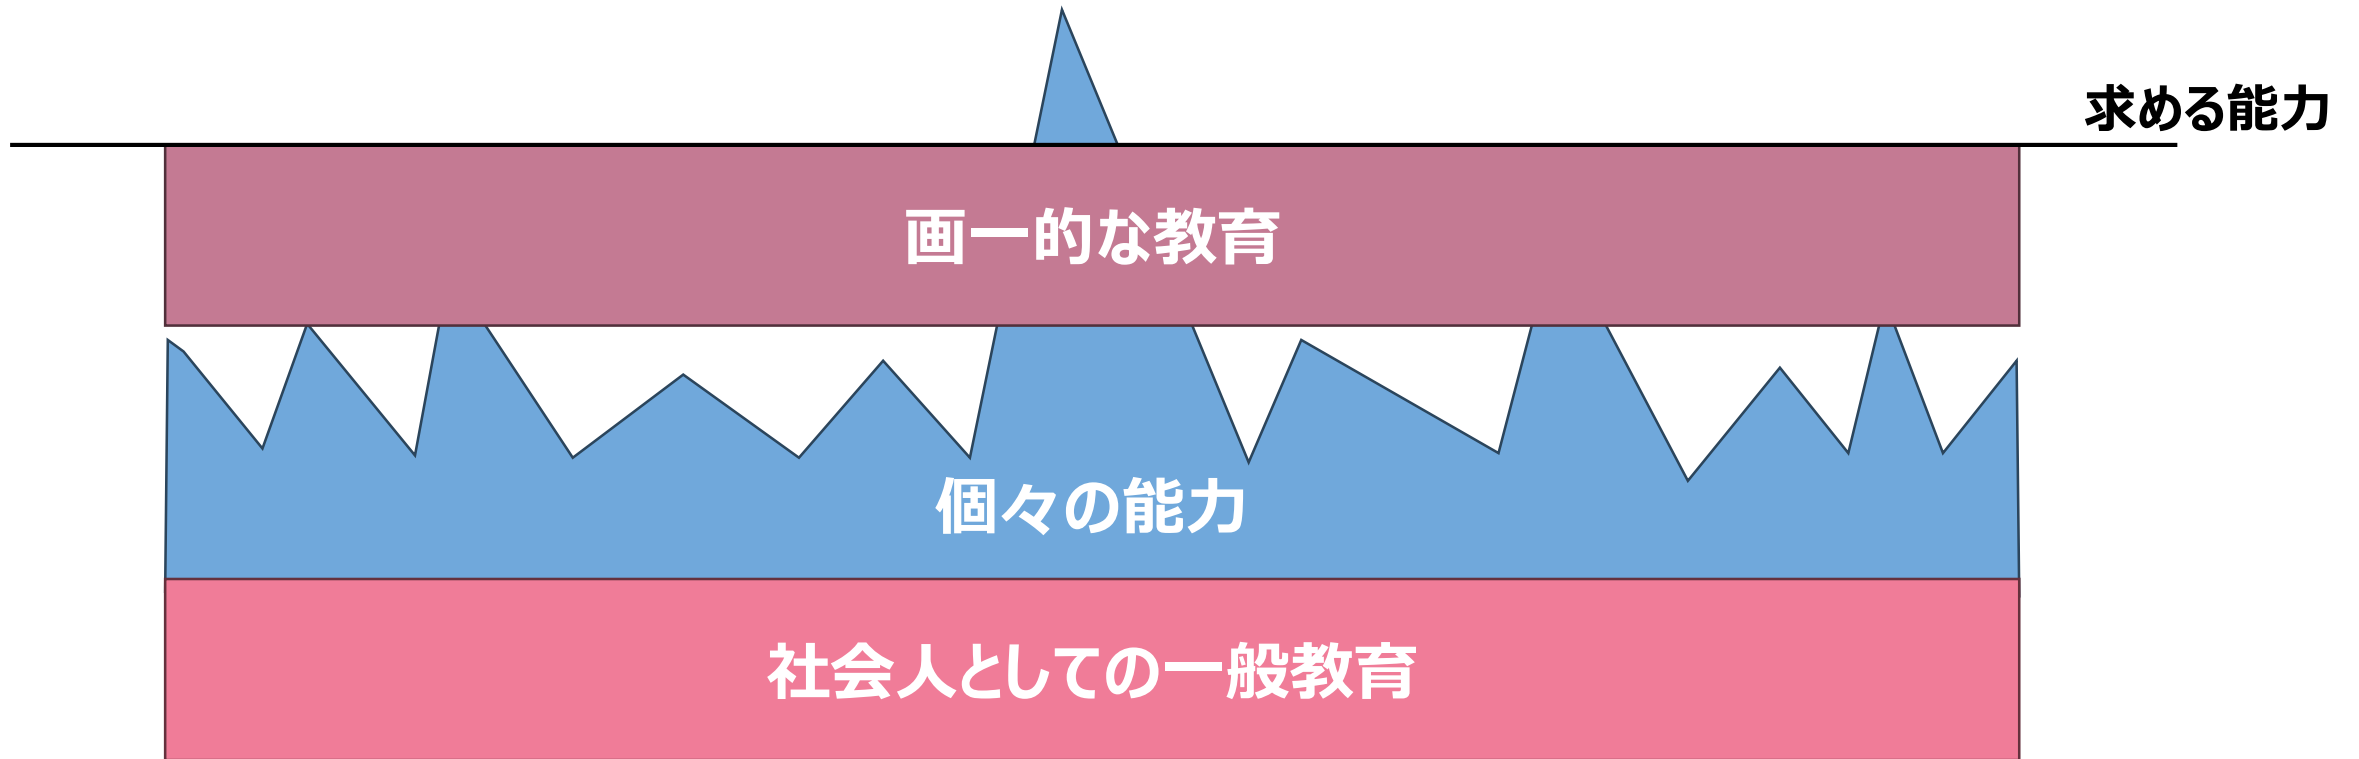 求める能力
画一的な教育
個々の能力
社会人としての一般教育